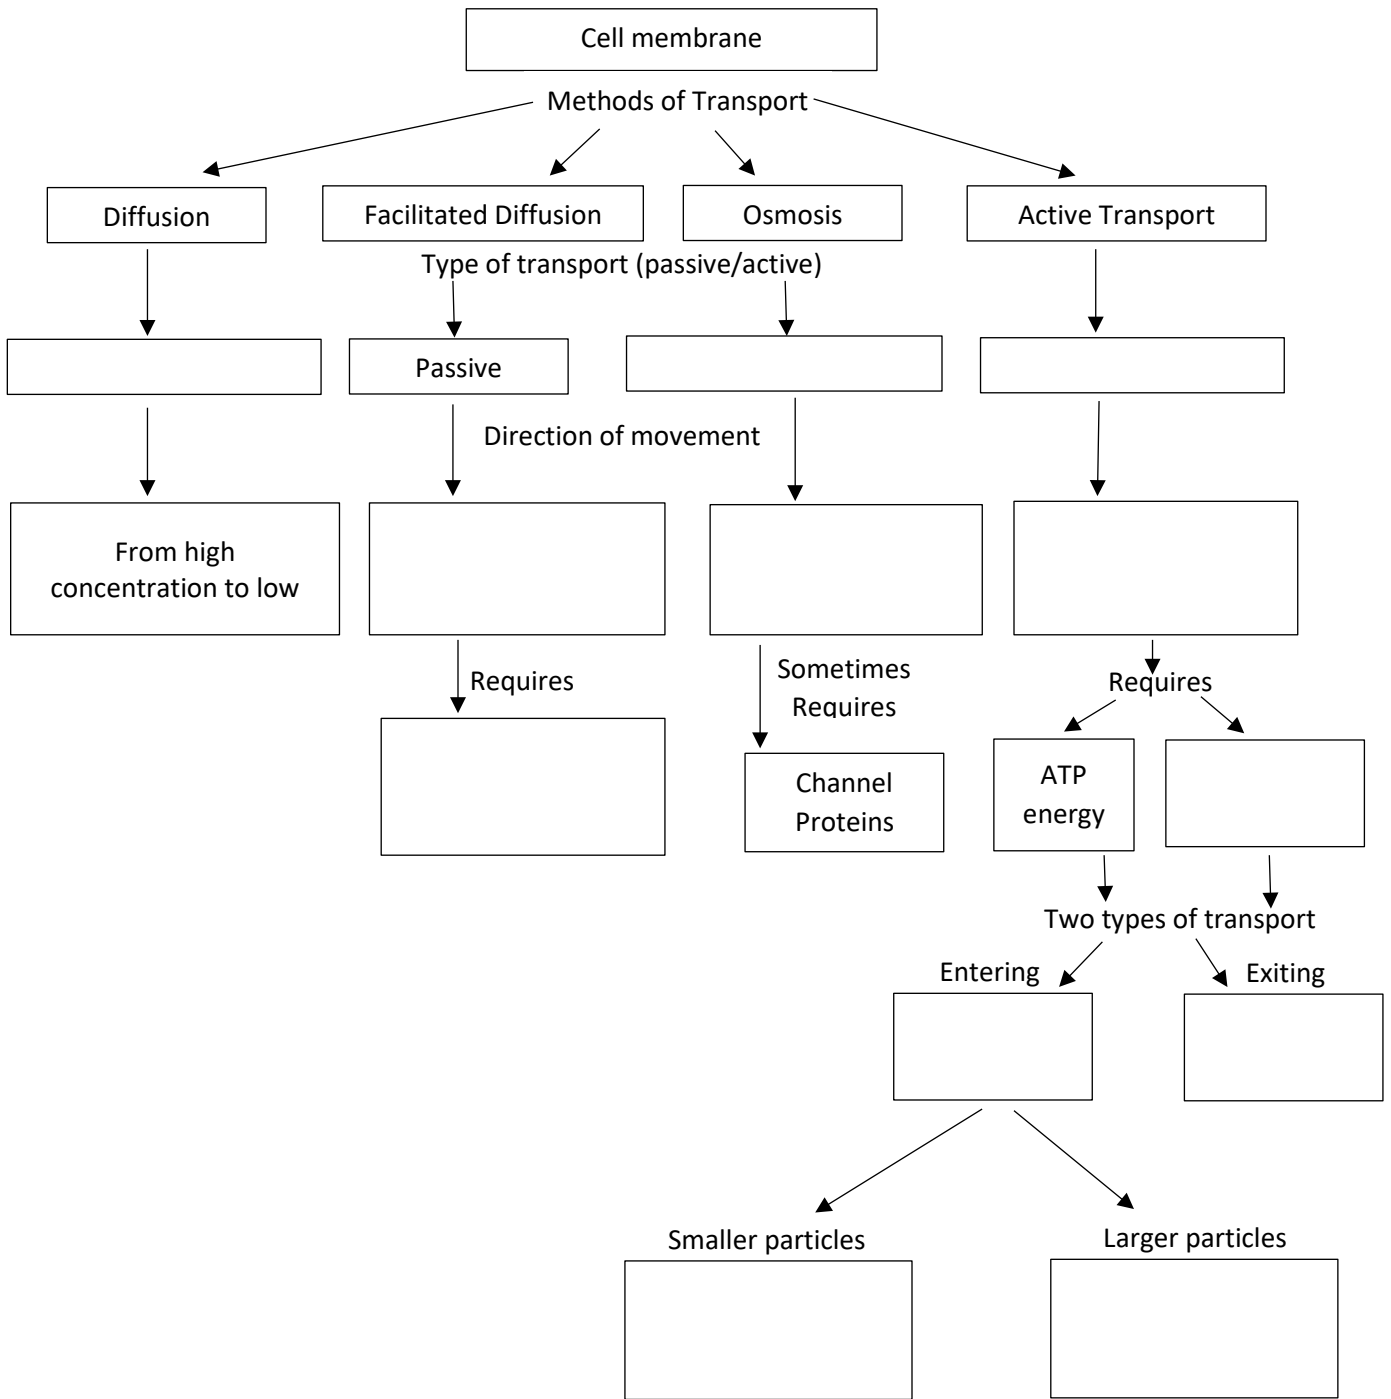 Cell membrane
Methods of Transport
Diffusion
Facilitated Diffusion
Osmosis
Active Transport
Type of transport (passive/active)
Passive
Direction of movement
From high
concentration to low
Requires
Sometimes
Requires
Requires
Channel
Proteins
ATP
energy
Two types of transport
Entering
Exiting
Smaller particles
Larger particles